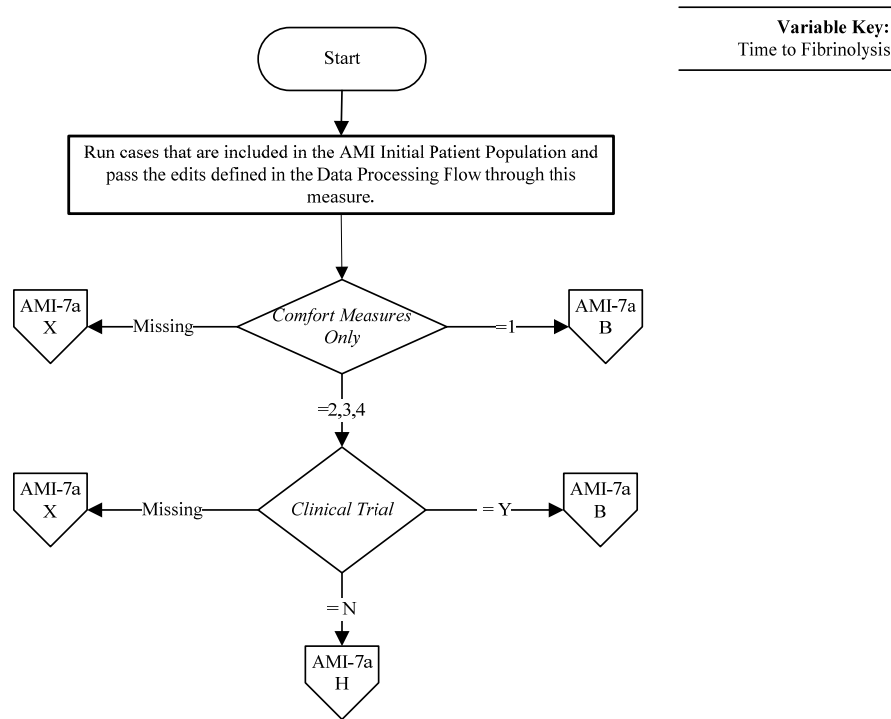 Variable Key:
Time to Fibrinolysis
Start
Run cases that are included in the AMI Initial Patient Population and
pass the edits defined in the Data Processing Flow through this
measure.
AMI-7a
X
Missing
Comfort Measures
Only
=1
AMI-7a
B
=2,3,4
AMI-7a
X
Missing
Clinical Trial
= Y
AMI-7a
B
= N
AMI-7a
H